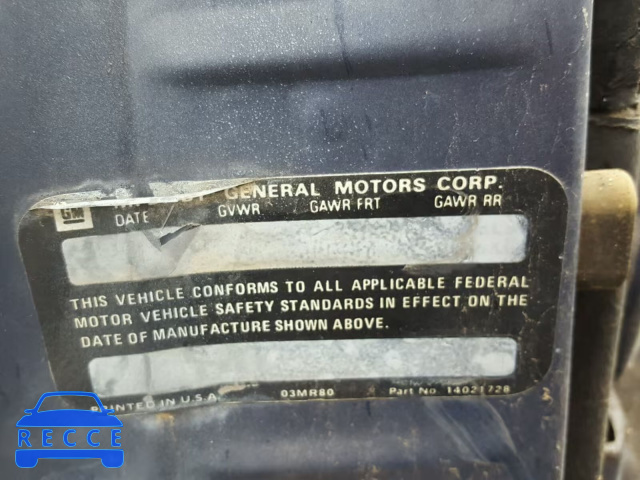 GM GENERAL MOTORS CORP.
DATE GVWR GAWR FRT GAWR RR
THIS VEHICLE CONFORMS TO ALL APPLICABLE FEDERAL
MOTOR VEHICLE SAFETY STANDARDS IN EFFECT ON THE
DATE OF MANUFACTURE SHOWN ABOVE.
PRINTED IN U.S.A. 03MR80 Part No 14021728
RECCE